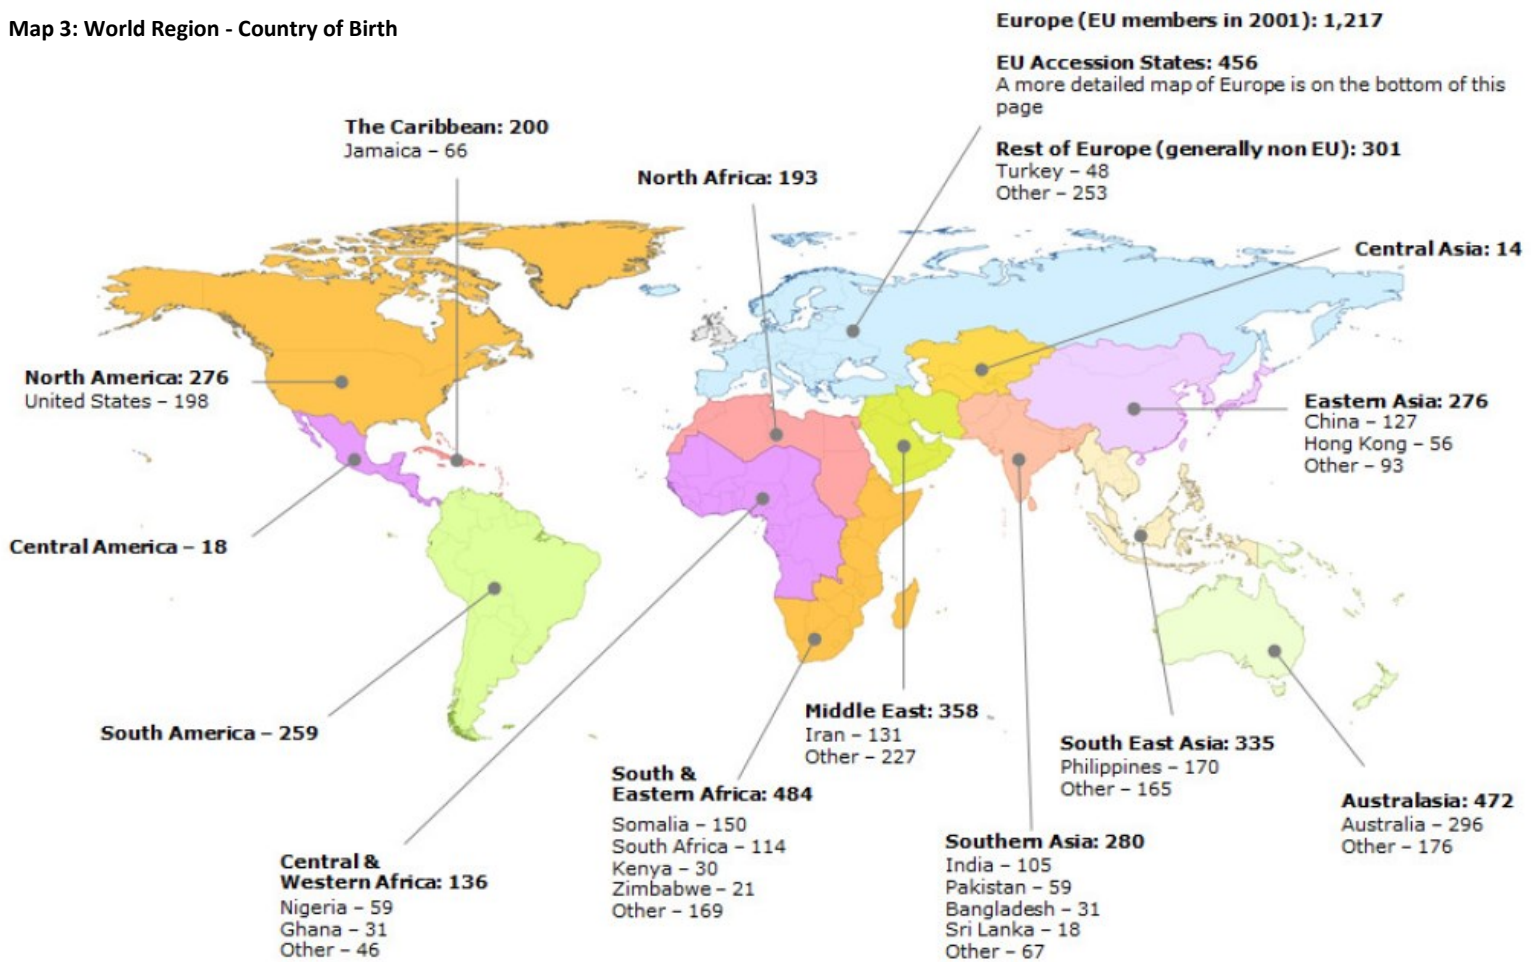 Map 3: World Region - Country of Birth
Europe (EU members in 2001): 1,217
EU Accession States: 456
A more detailed map of Europe is on the bottom of this
page
Rest of Europe (generally non EU): 301
Turkey – 48
Other – 253
The Caribbean: 200
Jamaica – 66
North Africa: 193
Central Asia: 14
North America: 276
United States – 198
Eastern Asia: 276
China – 127
Hong Kong – 56
Other – 93
Central America – 18
South America – 259
Middle East: 358
Iran – 131
Other – 227
South East Asia: 335
Philippines – 170
Other – 165
South &
Eastern Africa: 484
Somalia – 150
South Africa – 114
Kenya – 30
Zimbabwe – 21
Other – 169
Australasia: 472
Australia – 296
Other – 176
Southern Asia: 280
India – 105
Pakistan – 59
Bangladesh – 31
Sri Lanka – 18
Other – 67
Central &
Western Africa: 136
Nigeria – 59
Ghana – 31
Other – 46